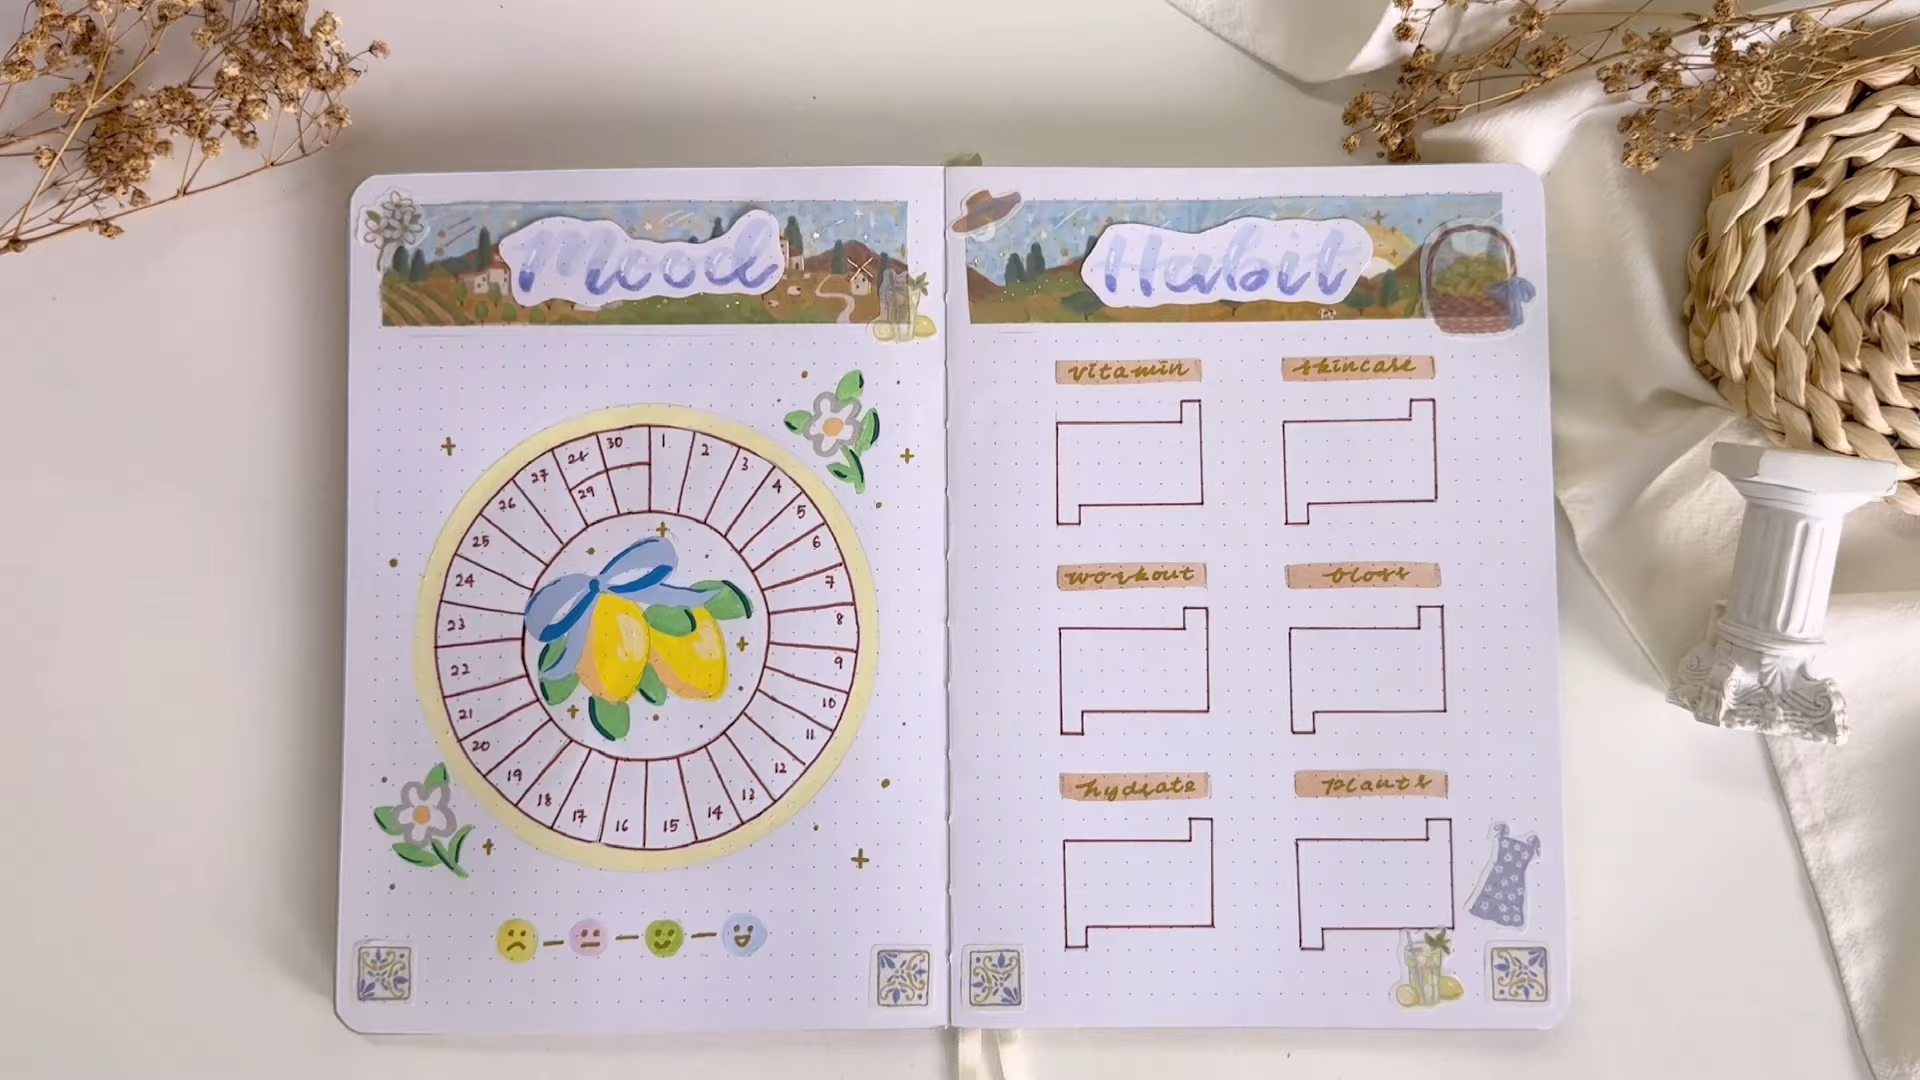 Mood
30 1 2 3 4 5 6 7 8 9 10 11 12 13 14 15 16 17 18 19 20 21 22 23 24 25 26 27 28
29
Habit
vitamin skincare
workout
hydrate plants